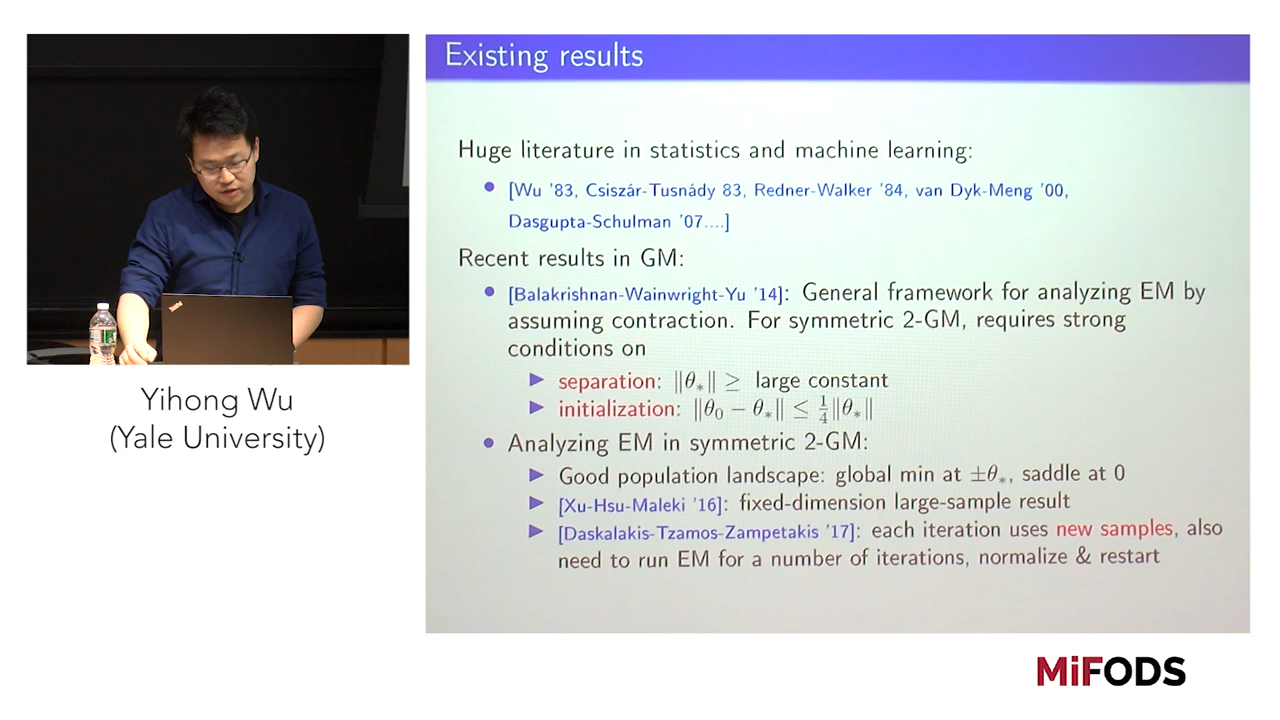 Existing results
Huge literature in statistics and machine learning:
• [Wu '83, Csiszár-Tusnády 83, Redner-Walker '84, van Dyk-Meng '00,
Dasgupta-Schulman '07....]
Recent results in GM:
• [Balakrishnan-Wainwright-Yu '14]: General framework for analyzing EM by
assuming contraction. For symmetric 2-GM, requires strong
conditions on
▶ separation: ‖θ∗‖ ≥ large constant
▶ initialization: ‖θ₀ − θ∗‖ ≤ ¼‖θ∗‖
• Analyzing EM in symmetric 2-GM:
▶ Good population landscape: global min at ±θ∗, saddle at 0
▶ [Xu-Hsu-Maleki '16]: fixed-dimension large-sample result
▶ [Daskalakis-Tzamos-Zampetakis '17]: each iteration uses new samples, also
need to run EM for a number of iterations, normalize & restart
Yihong Wu
(Yale University)
MiFODS